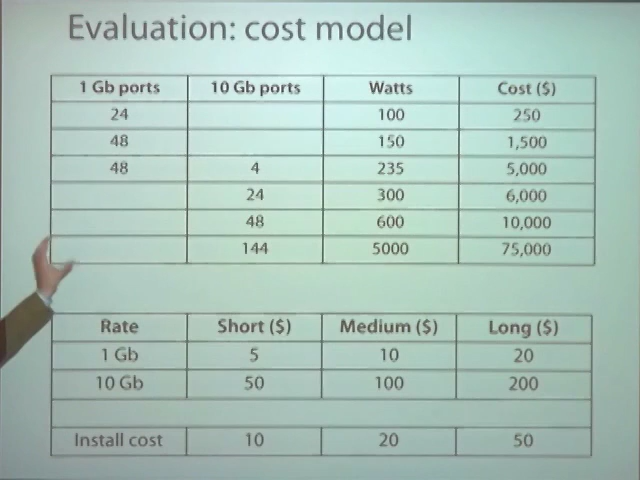 Evaluation: cost model
1 Gb ports 10 Gb ports Watts Cost ($)
24 100 250
48 150 1,500
48 4 235 5,000
24 300 6,000
48 600 10,000
144 5000 75,000
Rate Short ($) Medium ($) Long ($)
1 Gb 5 10 20
10 Gb 50 100 200
Install cost 10 20 50